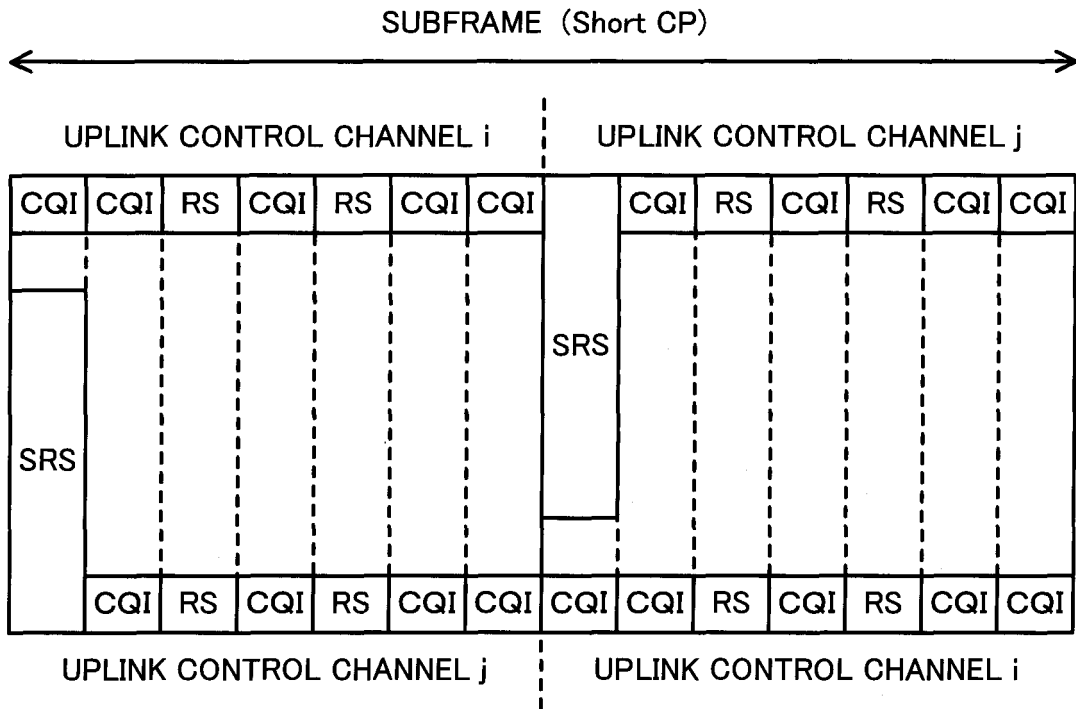 SUBFRAME (Short CP)
UPLINK CONTROL CHANNEL i
UPLINK CONTROL CHANNEL j
CQI CQI RS CQI RS CQI CQI CQI RS CQI RS CQI CQI
SRS
SRS
CQI RS CQI RS CQI CQI CQI CQI RS CQI RS CQI CQI
UPLINK CONTROL CHANNEL j
UPLINK CONTROL CHANNEL i